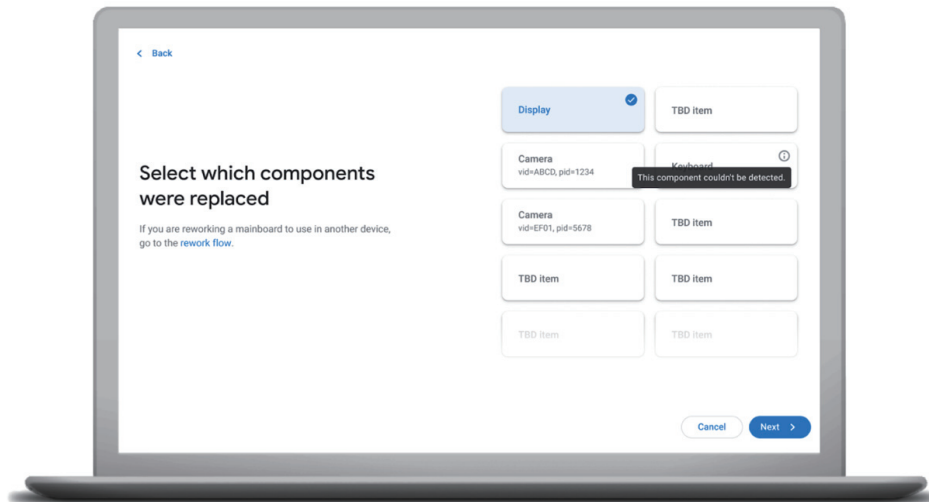 Back
Select which components
were replaced
If you are reworking a mainboard to use in another device,
go to the rework flow.
Display
TBD item
Camera
vid=ABCD, pid=1234
Keyboard
This component couldn't be detected.
Camera
vid=EF01, pid=5678
TBD item
TBD item
TBD item
TBD item
TBD item
Cancel
Next